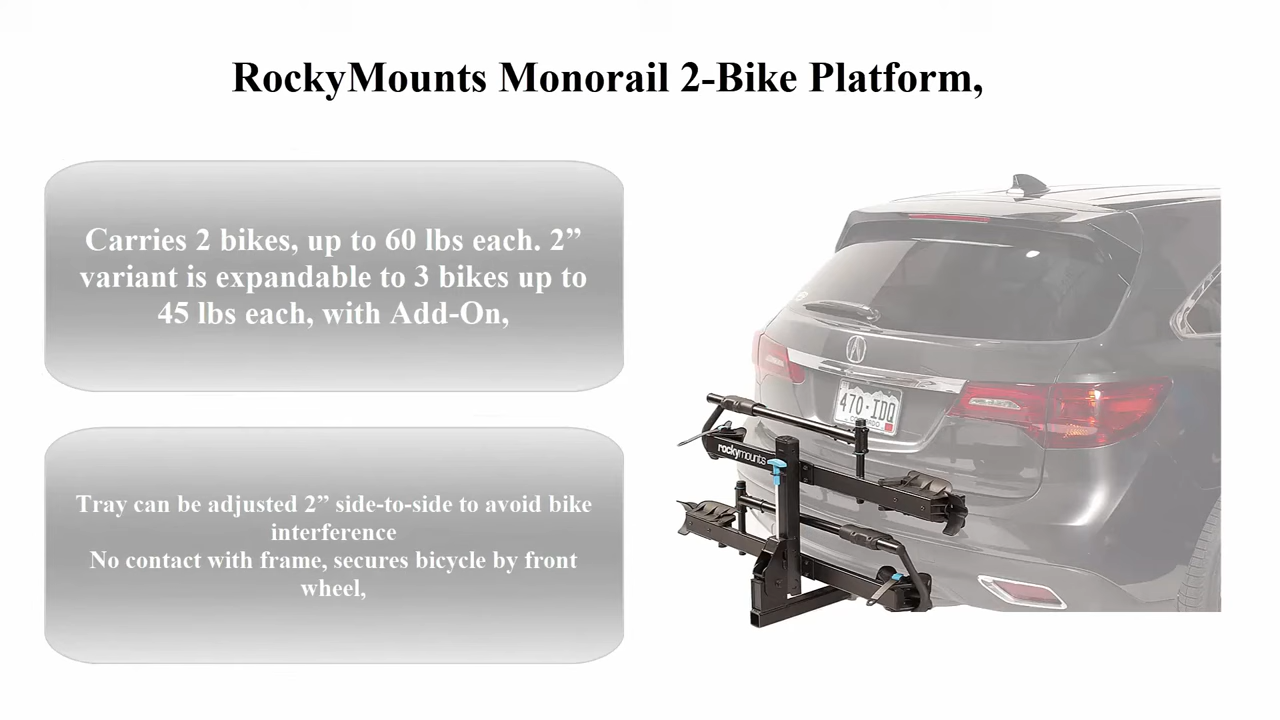 RockyMounts Monorail 2-Bike Platform,
Carries 2 bikes, up to 60 lbs each. 2”
variant is expandable to 3 bikes up to
45 lbs each, with Add-On,
Tray can be adjusted 2” side-to-side to avoid bike
interference
No contact with frame, secures bicycle by front
wheel,
470-IDQ
rockymounts